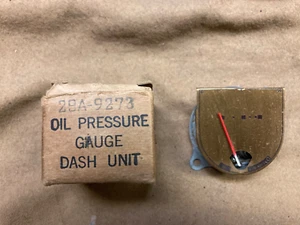 28A-9273
OIL PRESSURE
GAUGE
DASH UNIT